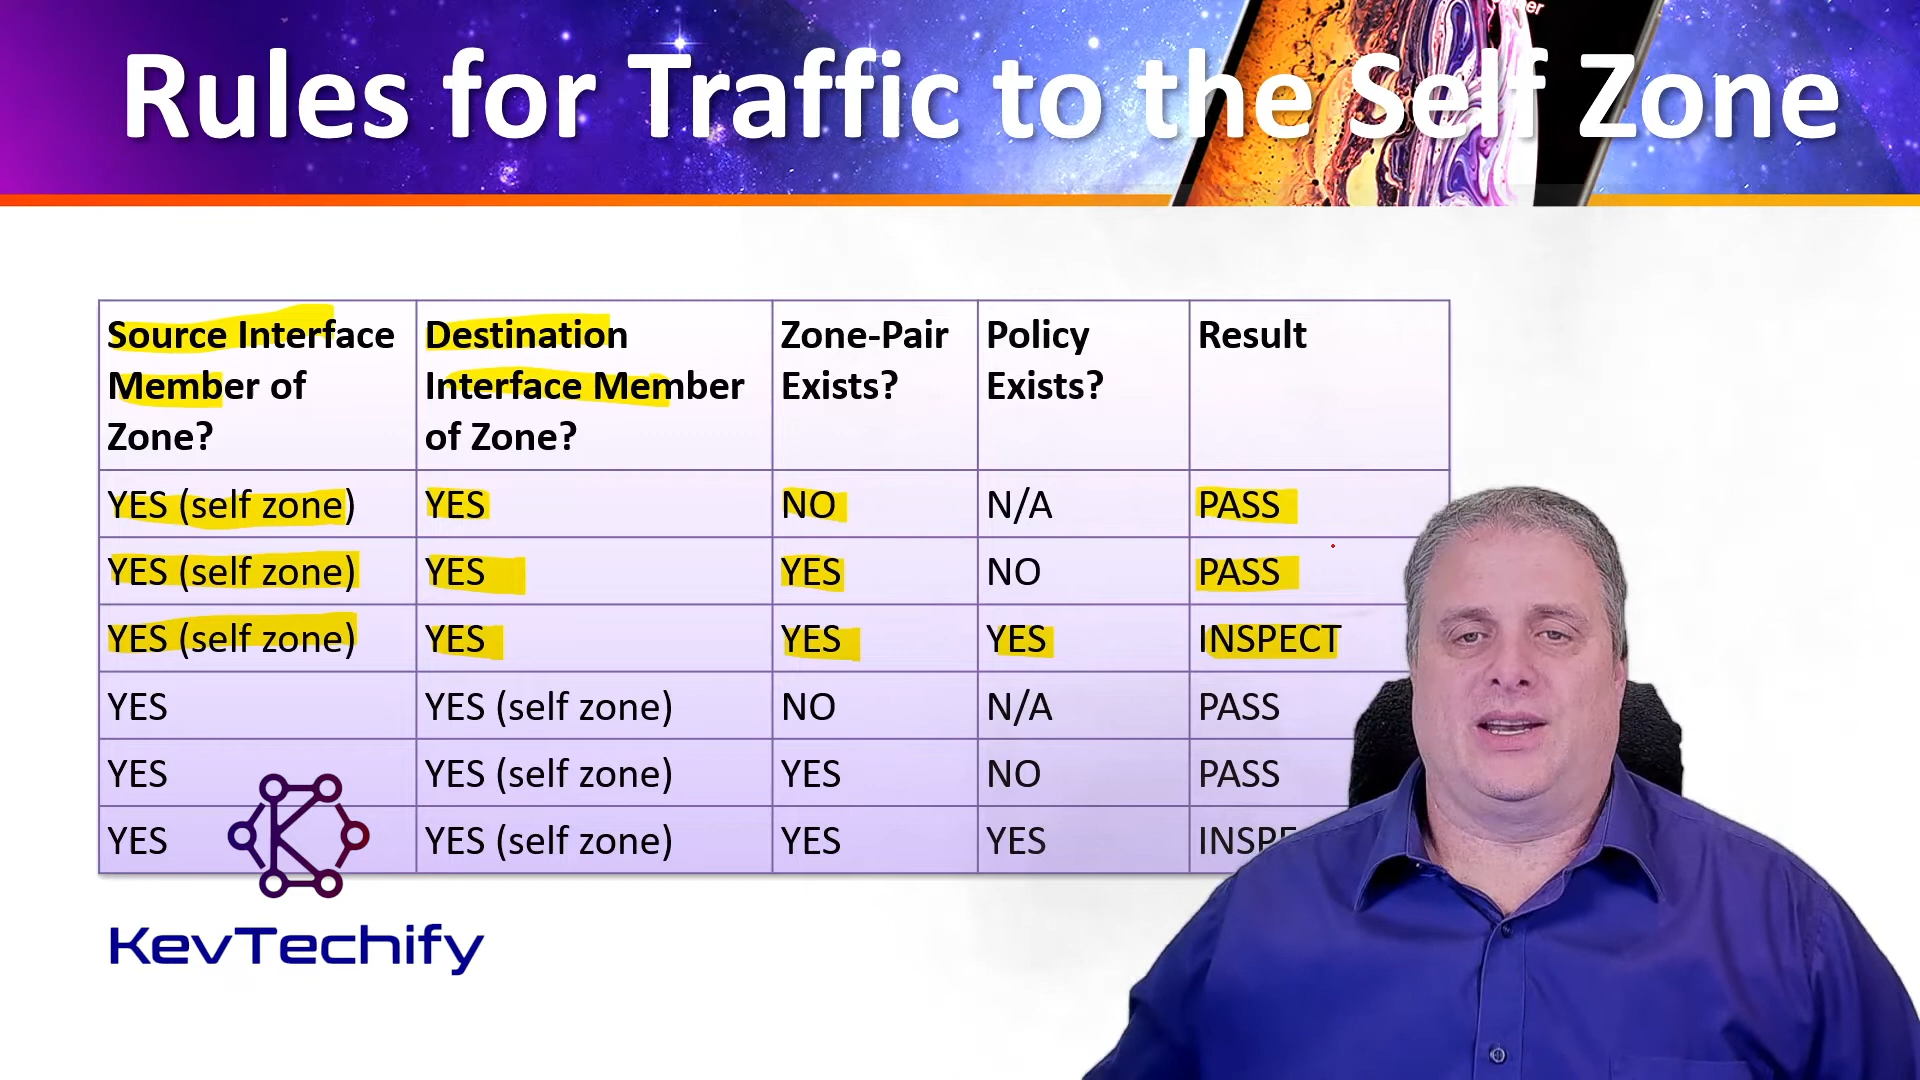 Rules for Traffic to the Self Zone
Source Interface Member of Zone? Destination Interface Member of Zone? Zone-Pair Exists? Policy Exists? Result
YES (self zone) YES NO N/A PASS
YES (self zone) YES YES NO PASS
YES (self zone) YES YES YES INSPECT
YES YES (self zone) NO N/A PASS
YES YES (self zone) YES NO PASS
YES YES (self zone) YES YES INSPE
KevTechify